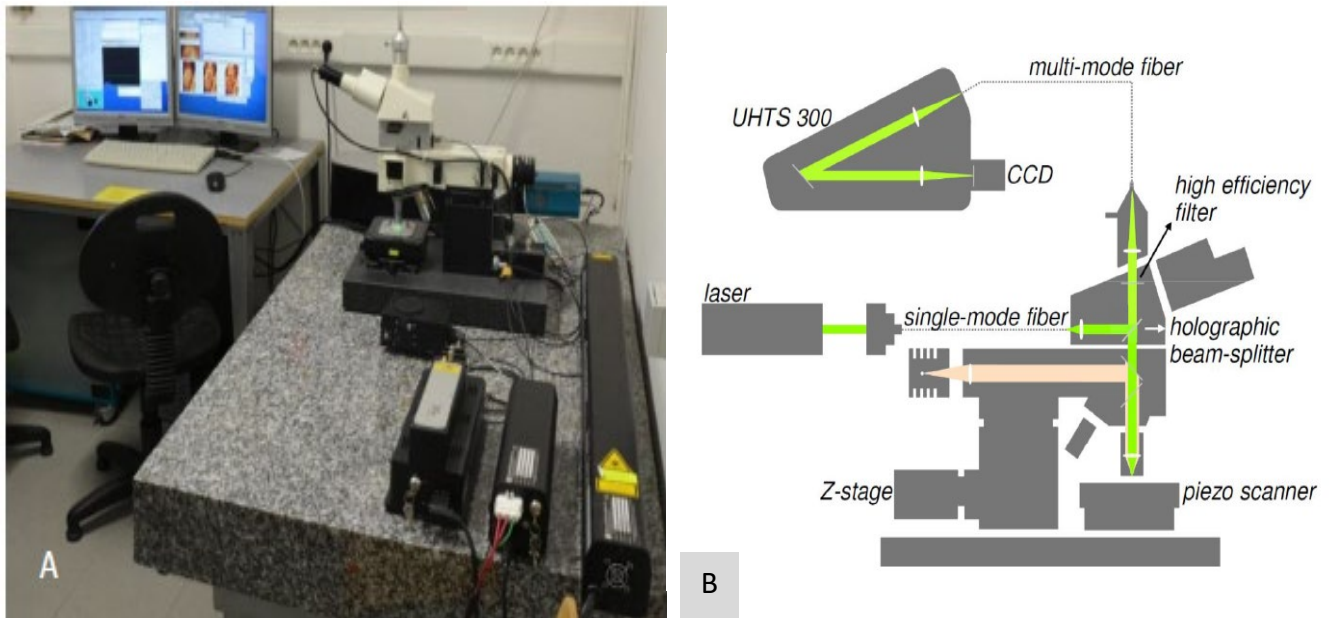 A
multi-mode fiber
UHTS 300
CCD
high efficiency
filter
laser
single-mode fiber
holographic
beam-splitter
Z-stage
piezo scanner
B